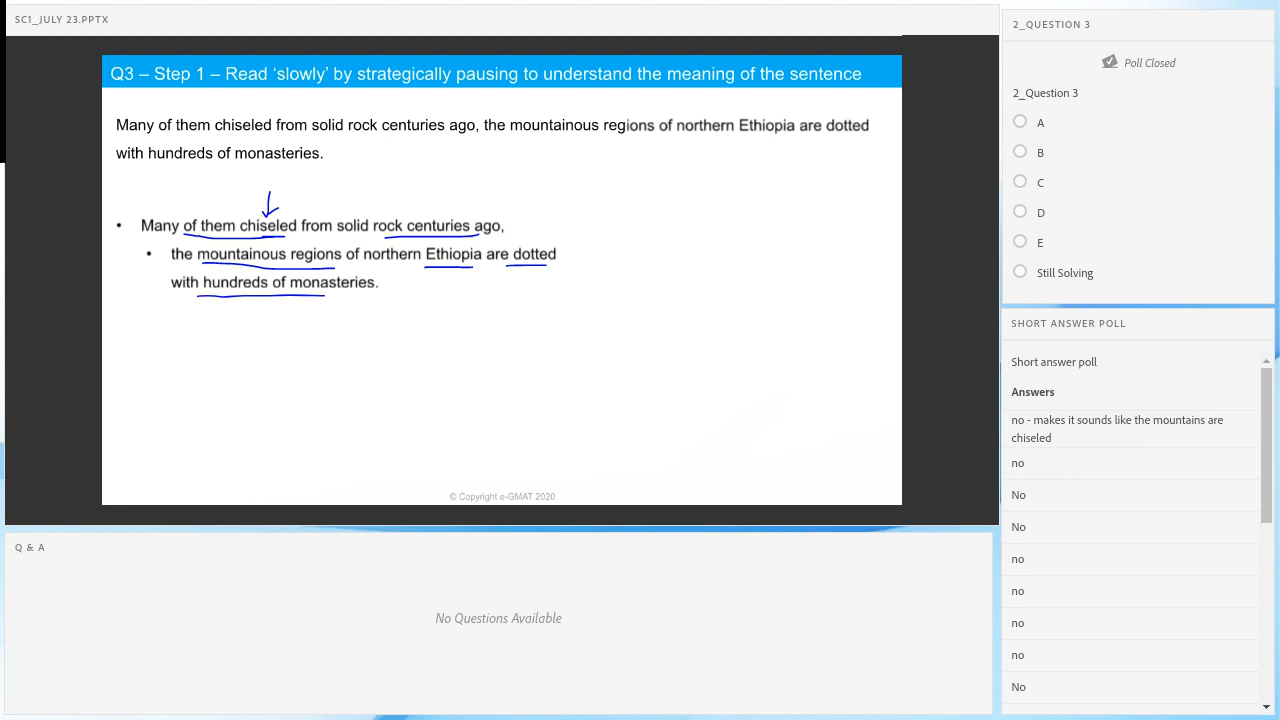 SC1_JULY 23.PPTX
Q3 – Step 1 – Read ‘slowly’ by strategically pausing to understand the meaning of the sentence
Many of them chiseled from solid rock centuries ago, the mountainous regions of northern Ethiopia are dotted
with hundreds of monasteries.
• Many of them chiseled from solid rock centuries ago,
• the mountainous regions of northern Ethiopia are dotted
with hundreds of monasteries.
© Copyright e-GMAT 2020
Q & A
No Questions Available
2_QUESTION 3
Poll Closed
2_Question 3
A
B
C
D
E
Still Solving
SHORT ANSWER POLL
Short answer poll
Answers
no - makes it sounds like the mountains are
chiseled
no
No
No
no
no
no
no
No